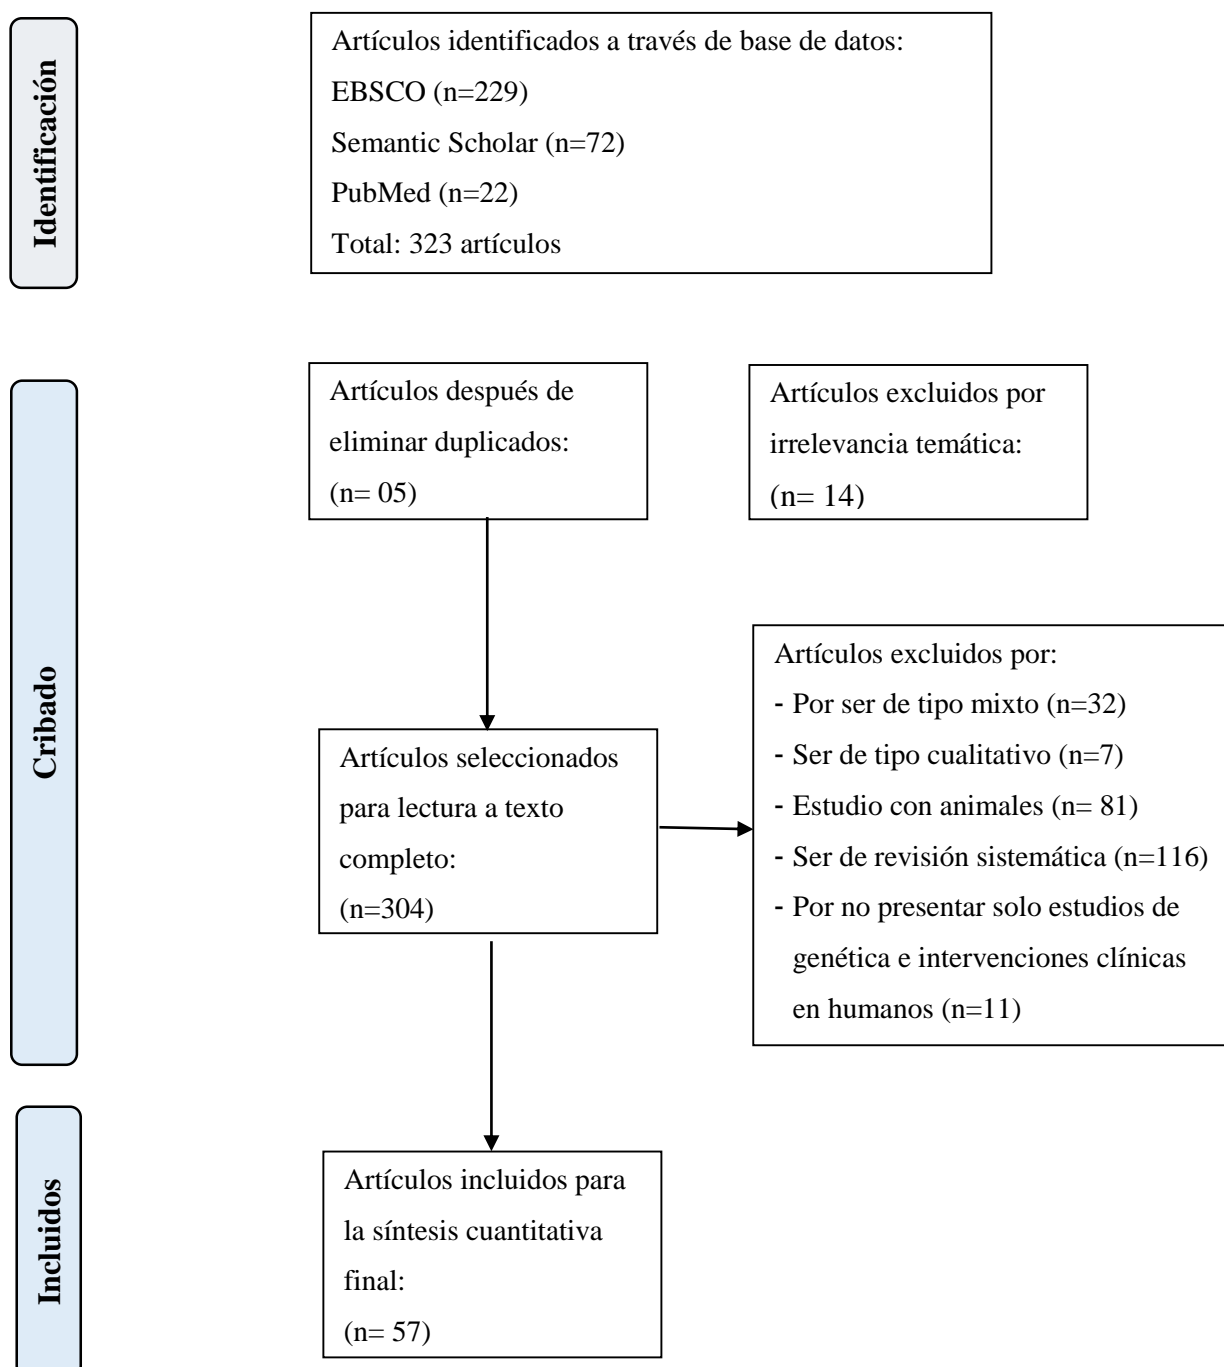 Identificación
Artículos identificados a través de base de datos:
EBSCO (n=229)
Semantic Scholar (n=72)
PubMed (n=22)
Total: 323 artículos
Cribado
Artículos después de
eliminar duplicados:
(n= 05)
Artículos excluidos por
irrelevancia temática:
(n= 14)
Artículos seleccionados
para lectura a texto
completo:
(n=304)
Artículos excluidos por:
- Por ser de tipo mixto (n=32)
- Ser de tipo cualitativo (n=7)
- Estudio con animales (n= 81)
- Ser de revisión sistemática (n=116)
- Por no presentar solo estudios de
genética e intervenciones clínicas
en humanos (n=11)
Incluidos
Artículos incluidos para
la síntesis cuantitativa
final:
(n= 57)